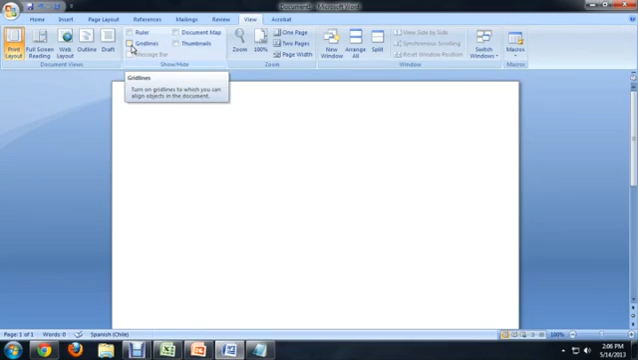 Document1 - Microsoft Word
Home Insert Page Layout References Mailings Review View Acrobat
Print Layout
Full Screen Reading
Web Layout
Outline
Draft
Document Views
Ruler
Gridlines
Message Bar
Document Map
Thumbnails
Show/Hide
Zoom
100%
One Page
Two Pages
Page Width
New Window
Arrange All
Split
View Side by Side
Synchronous Scrolling
Reset Window Position
Switch Windows
Window
Macros
Macros
Gridlines
Turn on gridlines to which you can
align objects in the document.
Page: 1 of 1 Words: 0 Spanish (Chile)
100%
2:06 PM
5/14/2013